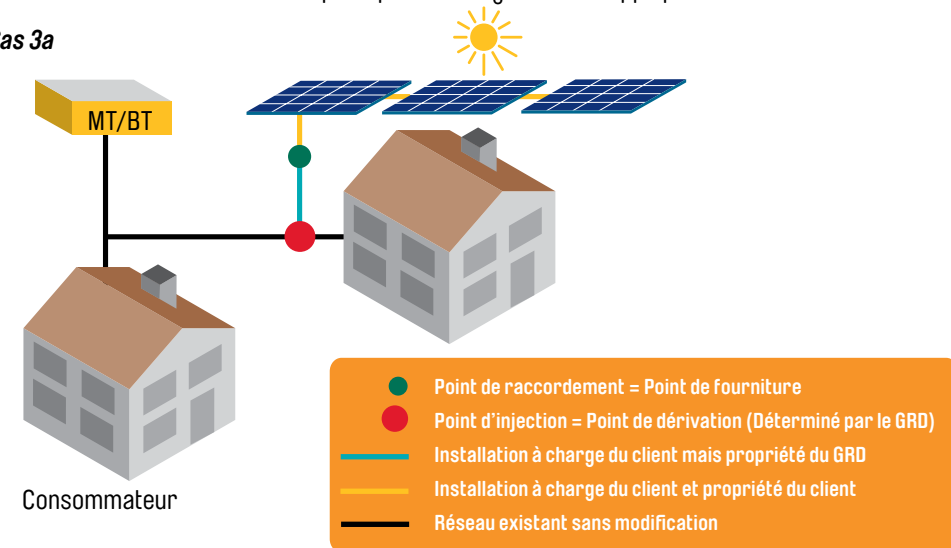 as 3a
MT/BT
Consommateur
Point de raccordement = Point de fourniture
Point d'injection = Point de dérivation (Déterminé par le GRD)
Installation à charge du client mais propriété du GRD
Installation à charge du client et propriété du client
Réseau existant sans modification